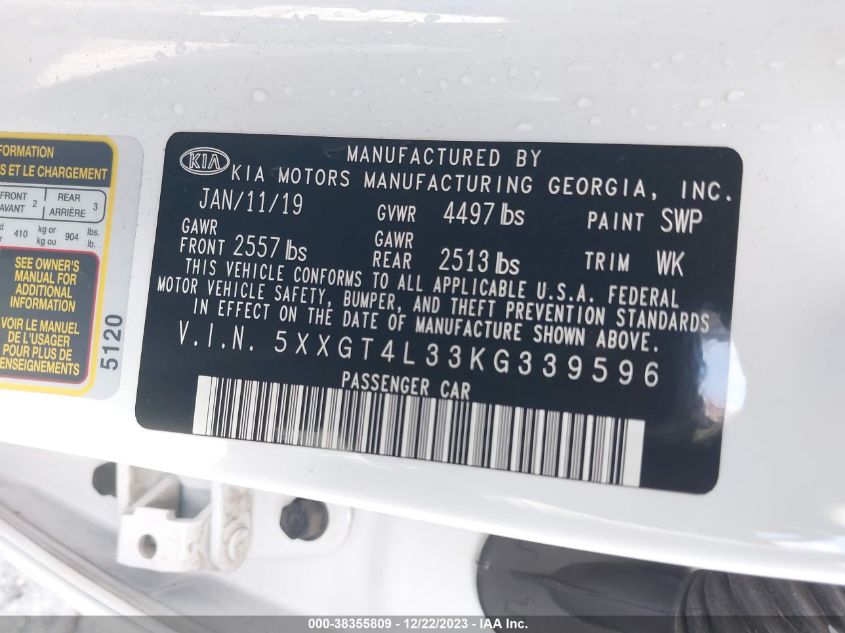 FORMATION
S ET LE CHARGEMENT
FRONT 2
AVANT
REAR 3
ARRIÈRE
410 kg or 904 lbs.
kg ou lb.
SEE OWNER'S
MANUAL FOR
ADDITIONAL
INFORMATION
VOIR LE MANUEL
DE L'USAGER
POUR PLUS DE
RENSEIGNEMENTS
5120
KIA
MANUFACTURED BY
KIA MOTORS MANUFACTURING GEORGIA, INC.
JAN/11/19 GVWR 4497 lbs PAINT SWP
GAWR GAWR
FRONT 2557 lbs REAR 2513 lbs TRIM WK
THIS VEHICLE CONFORMS TO ALL APPLICABLE U.S.A. FEDERAL
MOTOR VEHICLE SAFETY, BUMPER, AND THEFT PREVENTION STANDARDS
IN EFFECT ON THE DATE OF MANUFACTURE SHOWN ABOVE.
V.I.N. 5XXGT4L33KG339596
PASSENGER CAR
*** 38355809 - 12/22/2023 - IAA Inc.